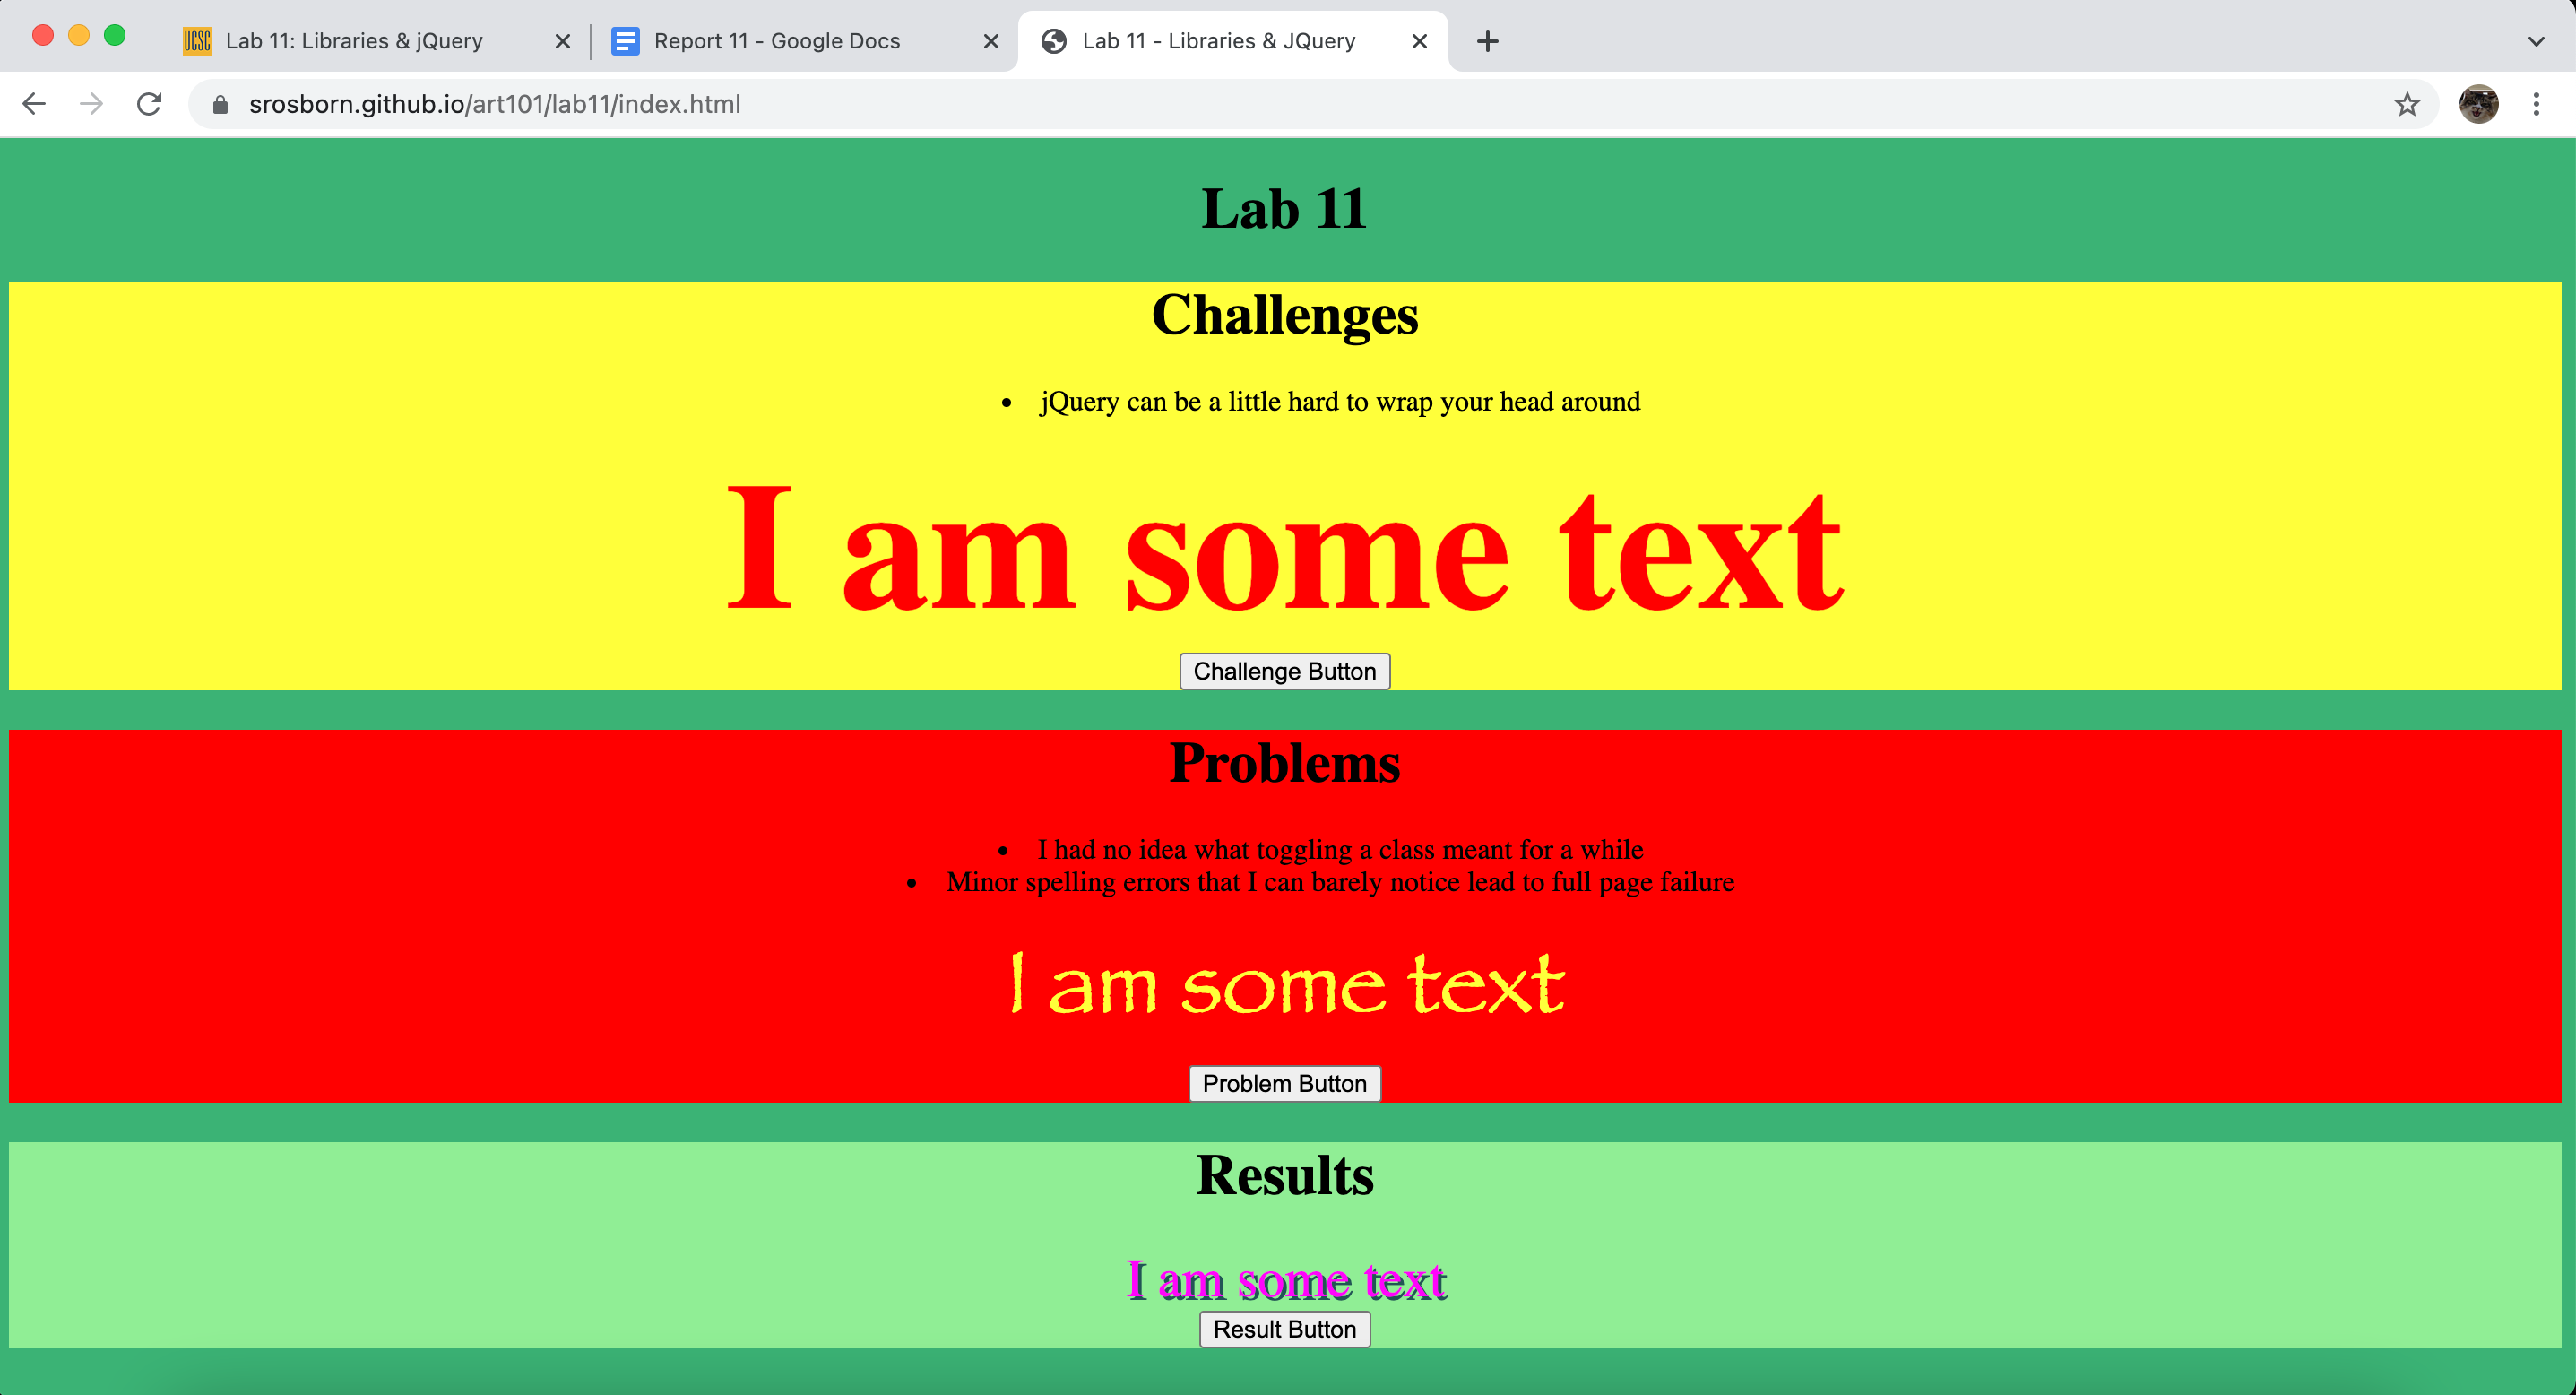 UCSC Lab 11: Libraries & jQuery
Report 11 - Google Docs
Lab 11 - Libraries & JQuery
srosborn.github.io/art101/lab11/index.html
Lab 11
Challenges
• jQuery can be a little hard to wrap your head around
I am some text
Challenge Button
Problems
• I had no idea what toggling a class meant for a while
• Minor spelling errors that I can barely notice lead to full page failure
I am some text
Problem Button
Results
I am some text
Result Button